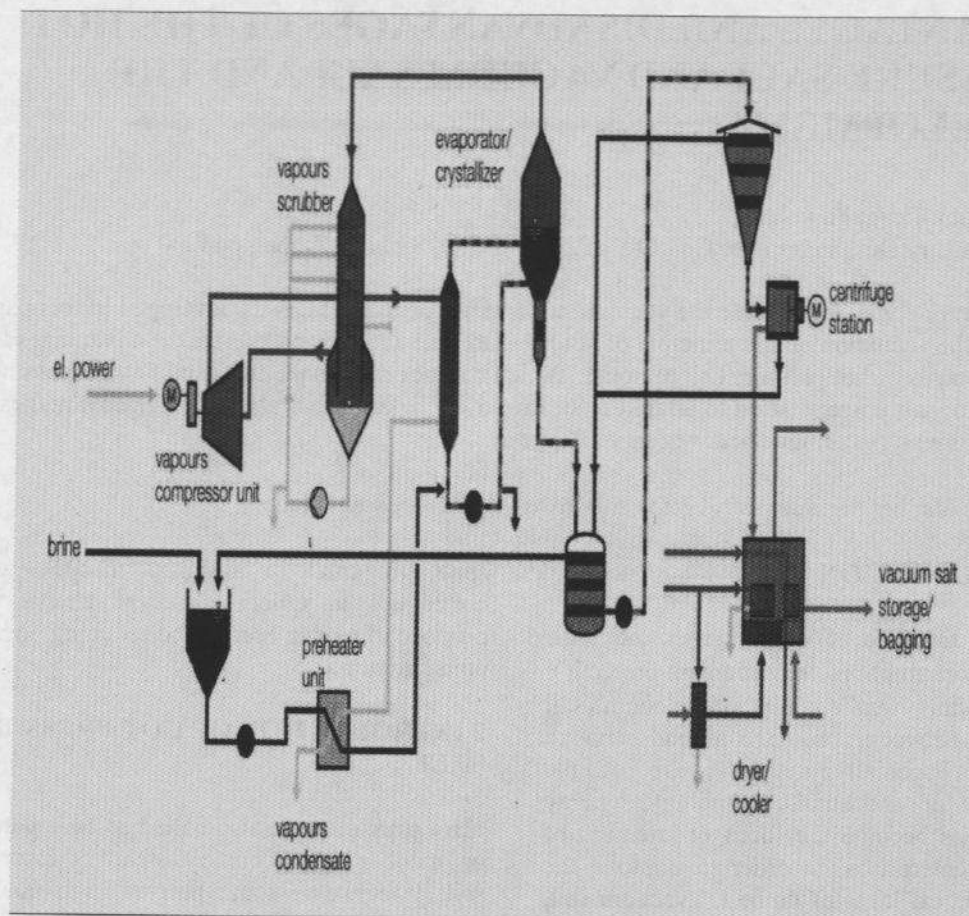 evaporator/
crystallizer
vapours
scrubber
centrifuge
station
M
el. power
M
vapours
compressor unit
brine
vacuum salt
storage/
bagging
preheater
unit
dryer/
cooler
vapours
condensate